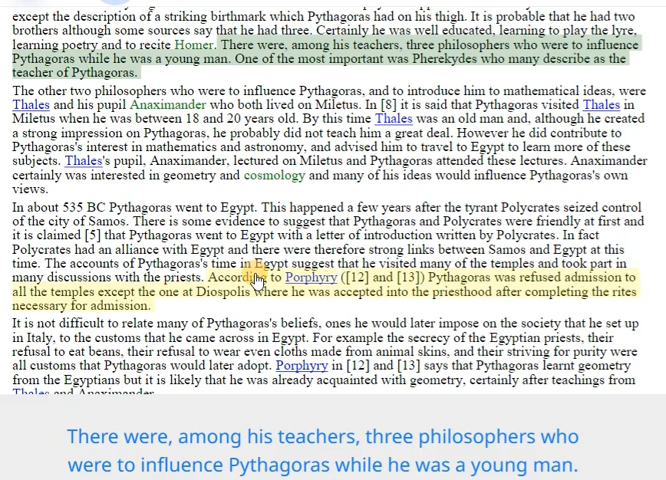 except the description of a striking birthmark which Pythagoras had on his thigh. It is probable that he had two
brothers although some sources say that he had three. Certainly he was well educated, learning to play the lyre,
learning poetry and to recite Homer. There were, among his teachers, three philosophers who were to influence
Pythagoras while he was a young man. One of the most important was Pherekydes who many describe as the
teacher of Pythagoras.
The other two philosophers who were to influence Pythagoras, and to introduce him to mathematical ideas, were
Thales and his pupil Anaximander who both lived on Miletus. In [8] it is said that Pythagoras visited Thales in
Miletus when he was between 18 and 20 years old. By this time Thales was an old man and, although he created
a strong impression on Pythagoras, he probably did not teach him a great deal. However he did contribute to
Pythagoras's interest in mathematics and astronomy, and advised him to travel to Egypt to learn more of these
subjects. Thales's pupil, Anaximander, lectured on Miletus and Pythagoras attended these lectures. Anaximander
certainly was interested in geometry and cosmology and many of his ideas would influence Pythagoras's own
views.
In about 535 BC Pythagoras went to Egypt. This happened a few years after the tyrant Polycrates seized control
of the city of Samos. There is some evidence to suggest that Pythagoras and Polycrates were friendly at first and
it is claimed [5] that Pythagoras went to Egypt with a letter of introduction written by Polycrates. In fact
Polycrates had an alliance with Egypt and there were therefore strong links between Samos and Egypt at this
time. The accounts of Pythagoras's time in Egypt suggest that he visited many of the temples and took part in
many discussions with the priests. According to Porphyry ([12] and [13]) Pythagoras was refused admission to
all the temples except the one at Diospolis where he was accepted into the priesthood after completing the rites
necessary for admission.
It is not difficult to relate many of Pythagoras's beliefs, ones he would later impose on the society that he set up
in Italy, to the customs that he came across in Egypt. For example the secrecy of the Egyptian priests, their
refusal to eat beans, their refusal to wear even cloths made from animal skins, and their striving for purity were
all customs that Pythagoras would later adopt. Porphyry in [12] and [13] says that Pythagoras learnt geometry
from the Egyptians but it is likely that he was already acquainted with geometry, certainly after teachings from
Thales and Anaximander.
There were, among his teachers, three philosophers who
were to influence Pythagoras while he was a young man.